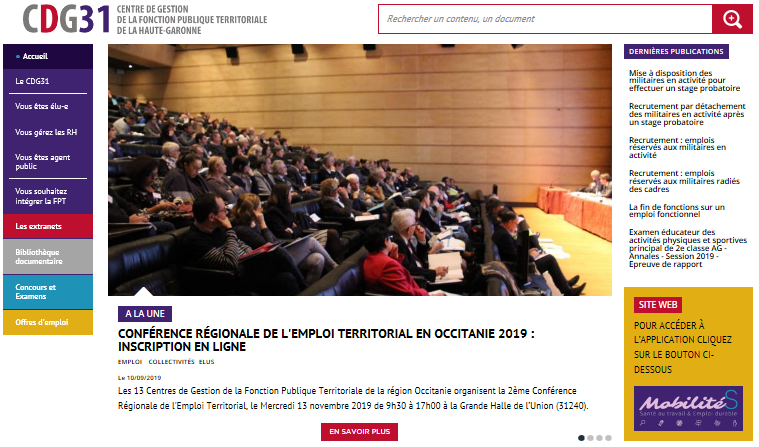 CDG31
CENTRE DE GESTION
DE LA FONCTION PUBLIQUE TERRITORIALE
DE LA HAUTE-GARONNE
Rechercher un contenu, un document
Accueil
Le CDG31
Vous êtes élu-e
Vous gérez les RH
Vous êtes agent
public
Vous souhaitez
intégrer la FPT
Les extranets
Bibliothèque
documentaire
Concours et
Examens
Offres d'emploi
A LA UNE
CONFÉRENCE RÉGIONALE DE L'EMPLOI TERRITORIAL EN OCCITANIE 2019 :
INSCRIPTION EN LIGNE
EMPLOI COLLECTIVITÉS ELUS
Le 10/09/2019
Les 13 Centres de Gestion de la Fonction Publique Territoriale de la région Occitanie organisent la 2ème Conférence
Régionale de l'Emploi Territorial, le Mercredi 13 novembre 2019 de 9h30 à 17h00 à la Grande Halle de l'Union (31240).
EN SAVOIR PLUS
DERNIÈRES PUBLICATIONS
Mise à disposition des
militaires en activité pour
effectuer un stage probatoire
Recrutement par détachement
des militaires en activité après
un stage probatoire
Recrutement : emplois
réservés aux militaires en
activité
Recrutement : emplois
réservés aux militaires radiés
des cadres
La fin de fonctions sur un
emploi fonctionnel
Examen éducateur des
activités physiques et sportives
principal de 2e classe AG -
Annales - Session 2019 -
Epreuve de rapport
SITE WEB
POUR ACCÉDER À
L'APPLICATION CLIQUEZ
SUR LE BOUTON CI-
DESSOUS
MobilitéS
Santé au travail & Emploi durable